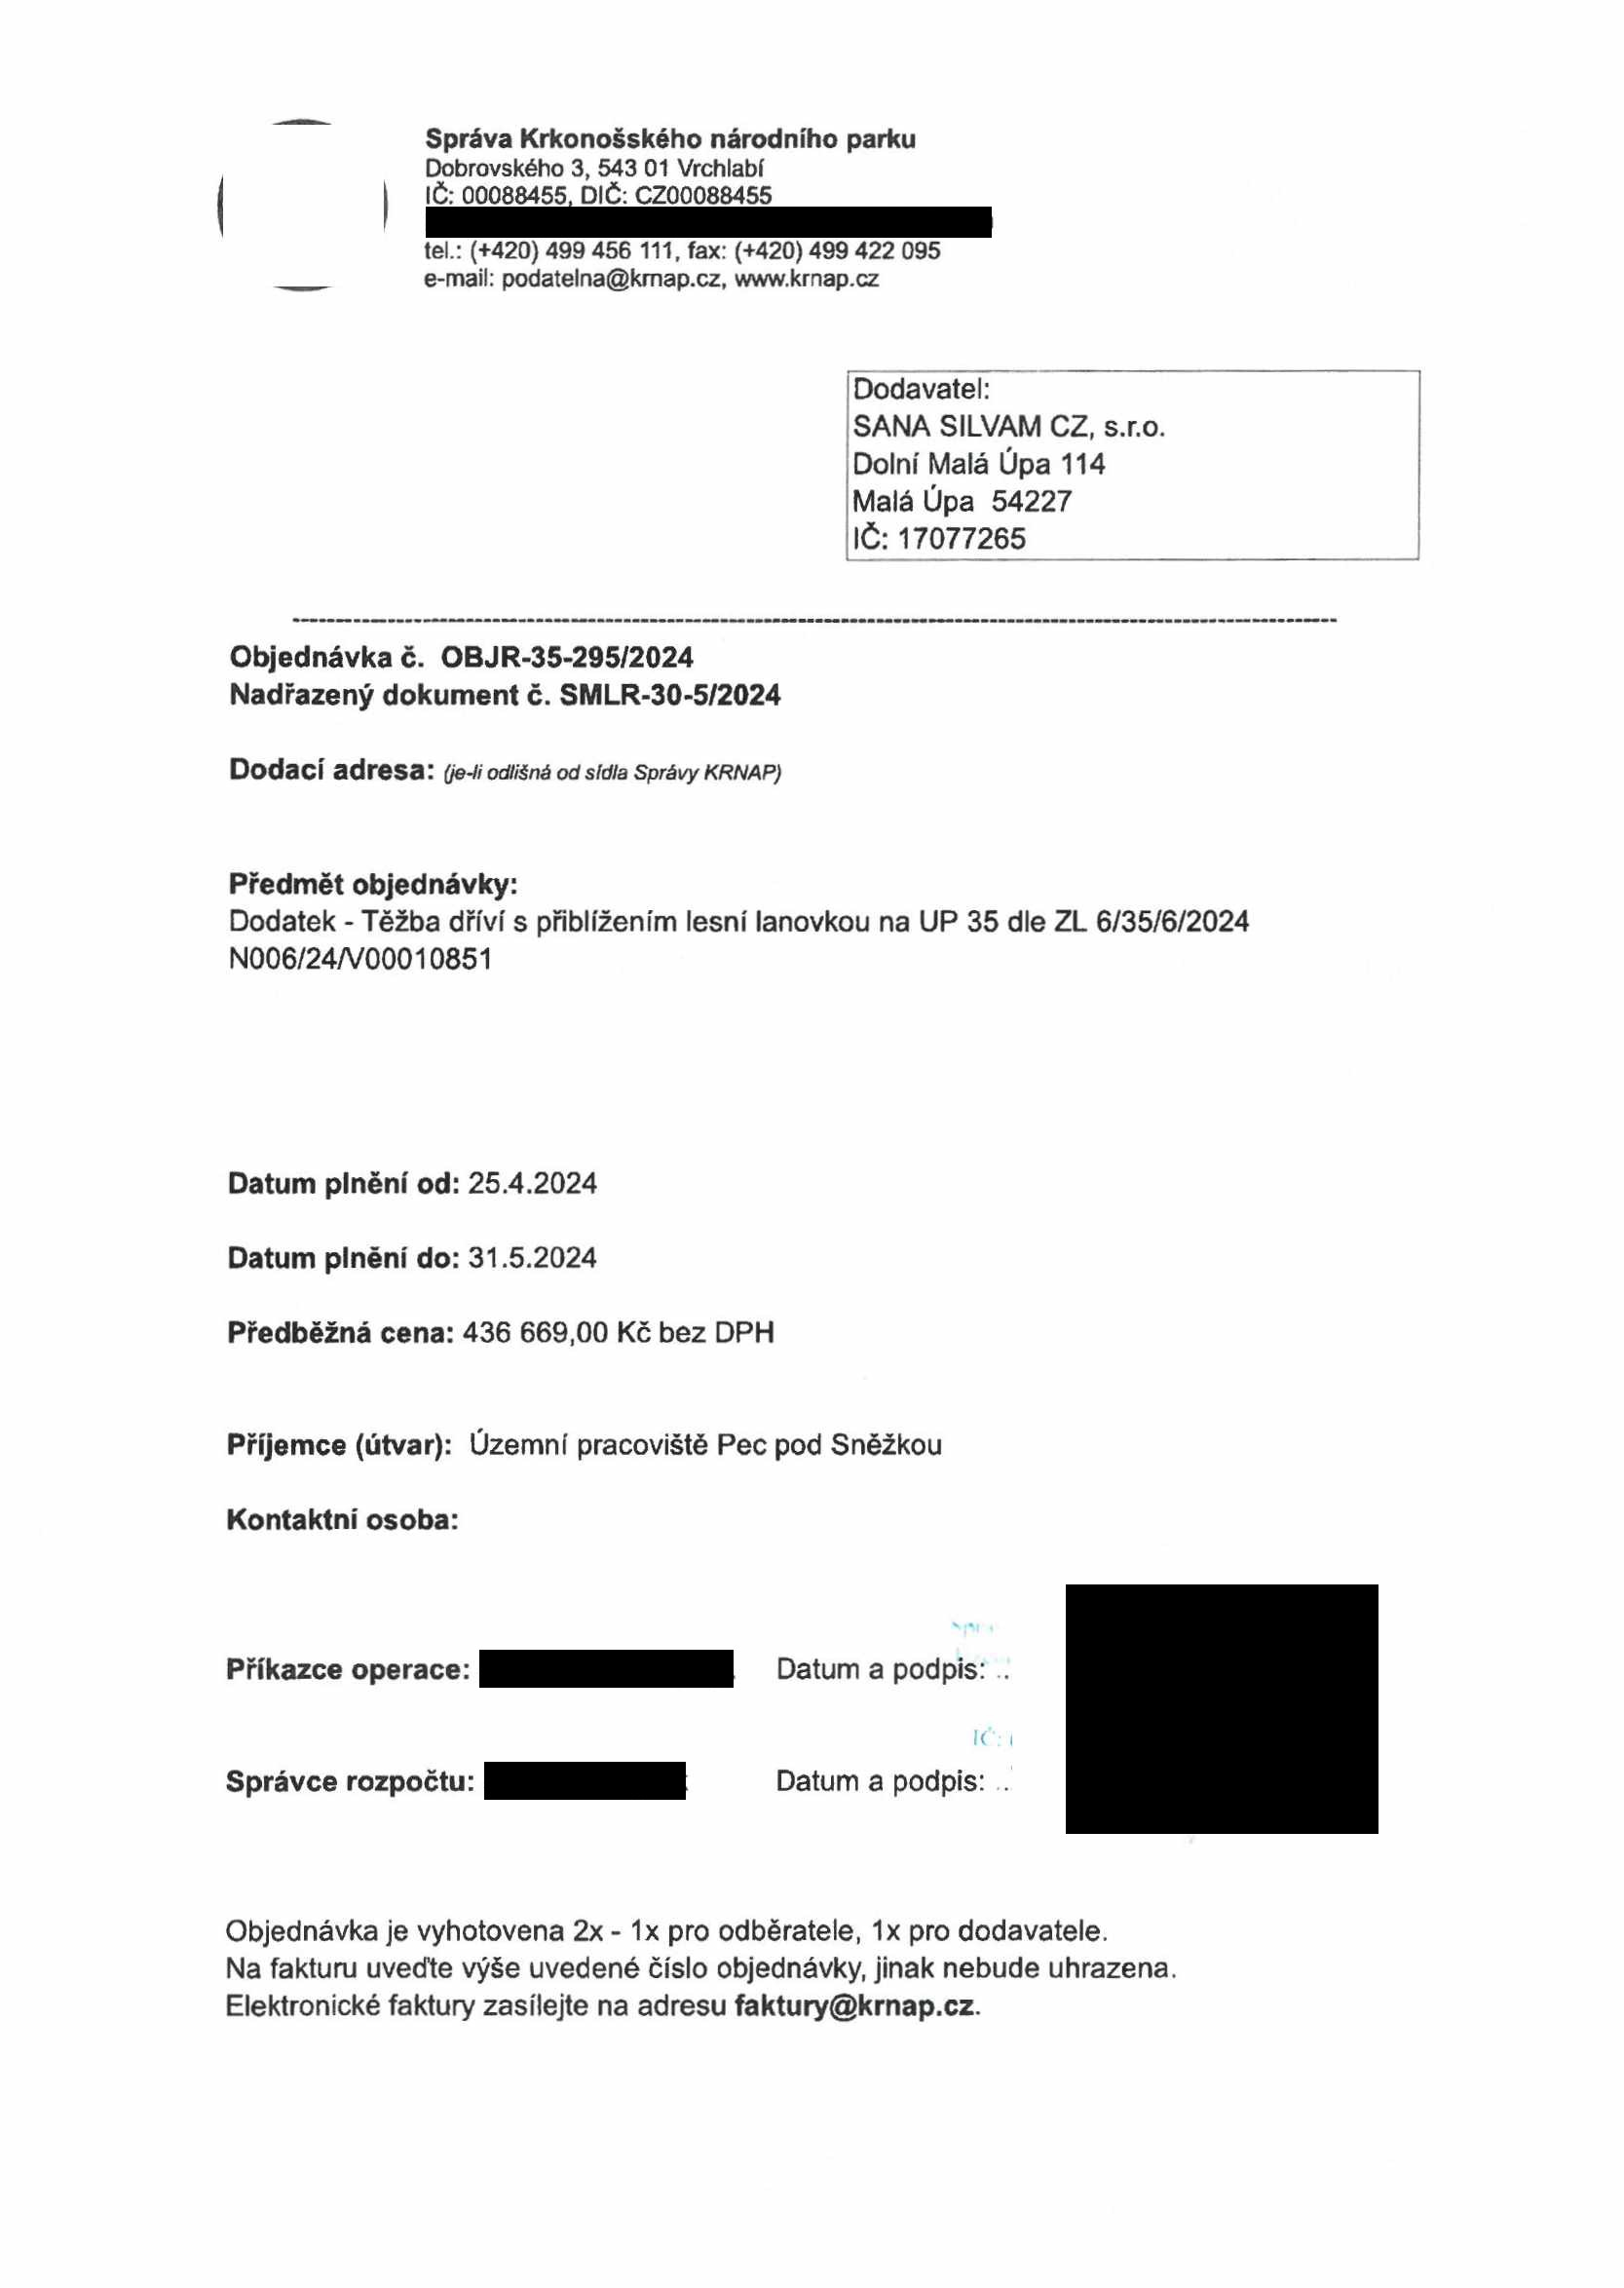 Správa Krkonošského národního parku
Dobrovského 3, 543 01 Vrchlabí
IČ: 00088455, DIČ: CZ00088455
tel.: (+420) 499 456 111, fax: (+420) 499 422 095
e-mail: podatelna@krnap.cz, www.krnap.cz
Dodavatel:
SANA SILVAM CZ, s.r.o.
Dolní Malá Úpa 114
Malá Úpa 54227
IČ: 17077265
Objednávka č. OBJR-35-295/2024
Nadřazený dokument č. SMLR-30-5/2024
Dodací adresa: (je-li odlišná od sídla Správy KRNAP)
Předmět objednávky:
Dodatek - Těžba dříví s přiblížením lesní lanovkou na UP 35 dle ZL 6/35/6/2024
N006/24/V00010851
Datum plnění od: 25.4.2024
Datum plnění do: 31.5.2024
Předběžná cena: 436 669,00 Kč bez DPH
Příjemce (útvar): Územní pracoviště Pec pod Sněžkou
Kontaktní osoba:
Příkazce operace: Datum a podpis: ..
IČ:
Správce rozpočtu: Datum a podpis: ..
Objednávka je vyhotovena 2x - 1x pro odběratele, 1x pro dodavatele.
Na fakturu uveďte výše uvedené číslo objednávky, jinak nebude uhrazena.
Elektronické faktury zasílejte na adresu faktury@krnap.cz.